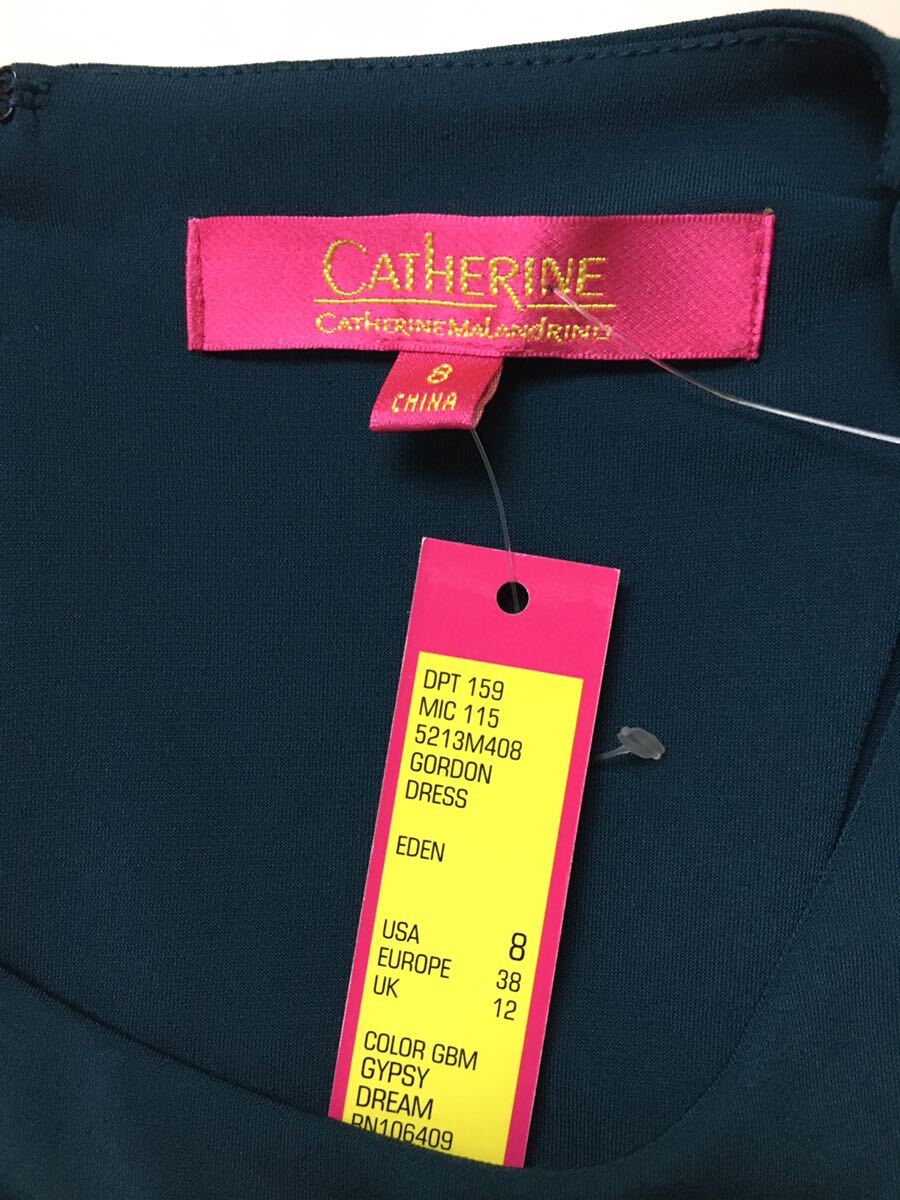 CATHERINE
CATHERINE MALANDRINO
8
CHINA
DPT 159
MIC 115
5213M408
GORDON
DRESS
EDEN
USA 8
EUROPE 38
UK 12
COLOR GBM
GYPSY
DREAM
RN106409